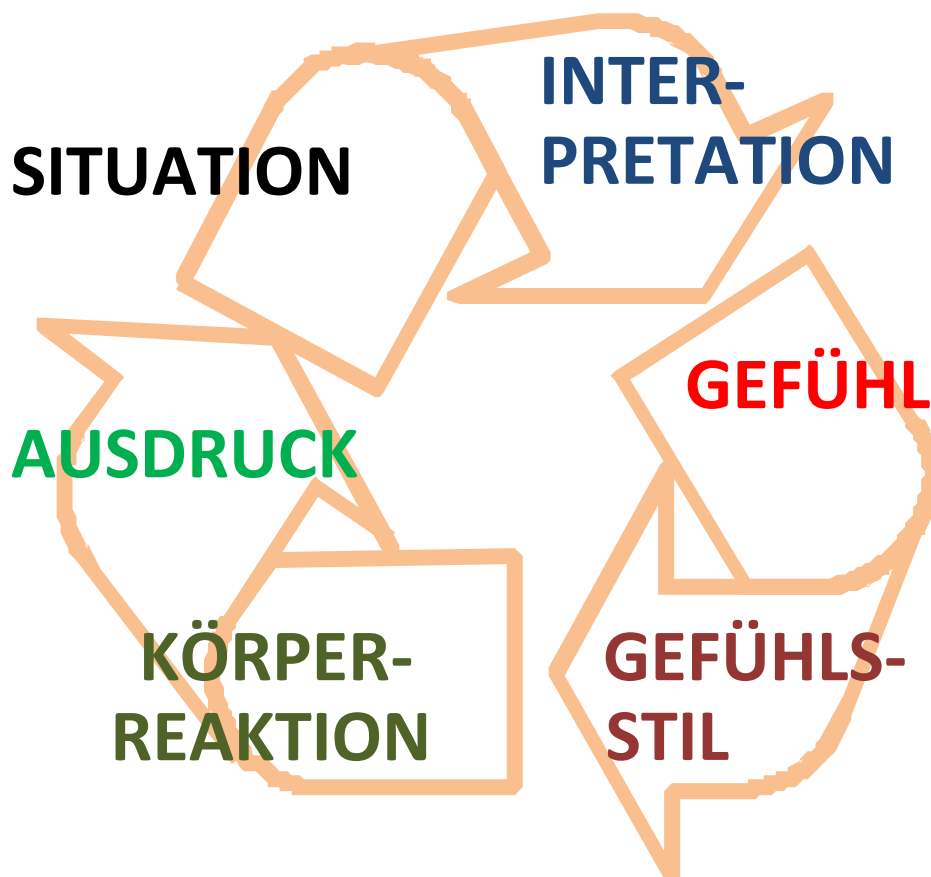 SITUATION
INTER-
PRETATION
GEFÜHL
GEFÜHLS-
STIL
KÖRPER-
REAKTION
AUSDRUCK